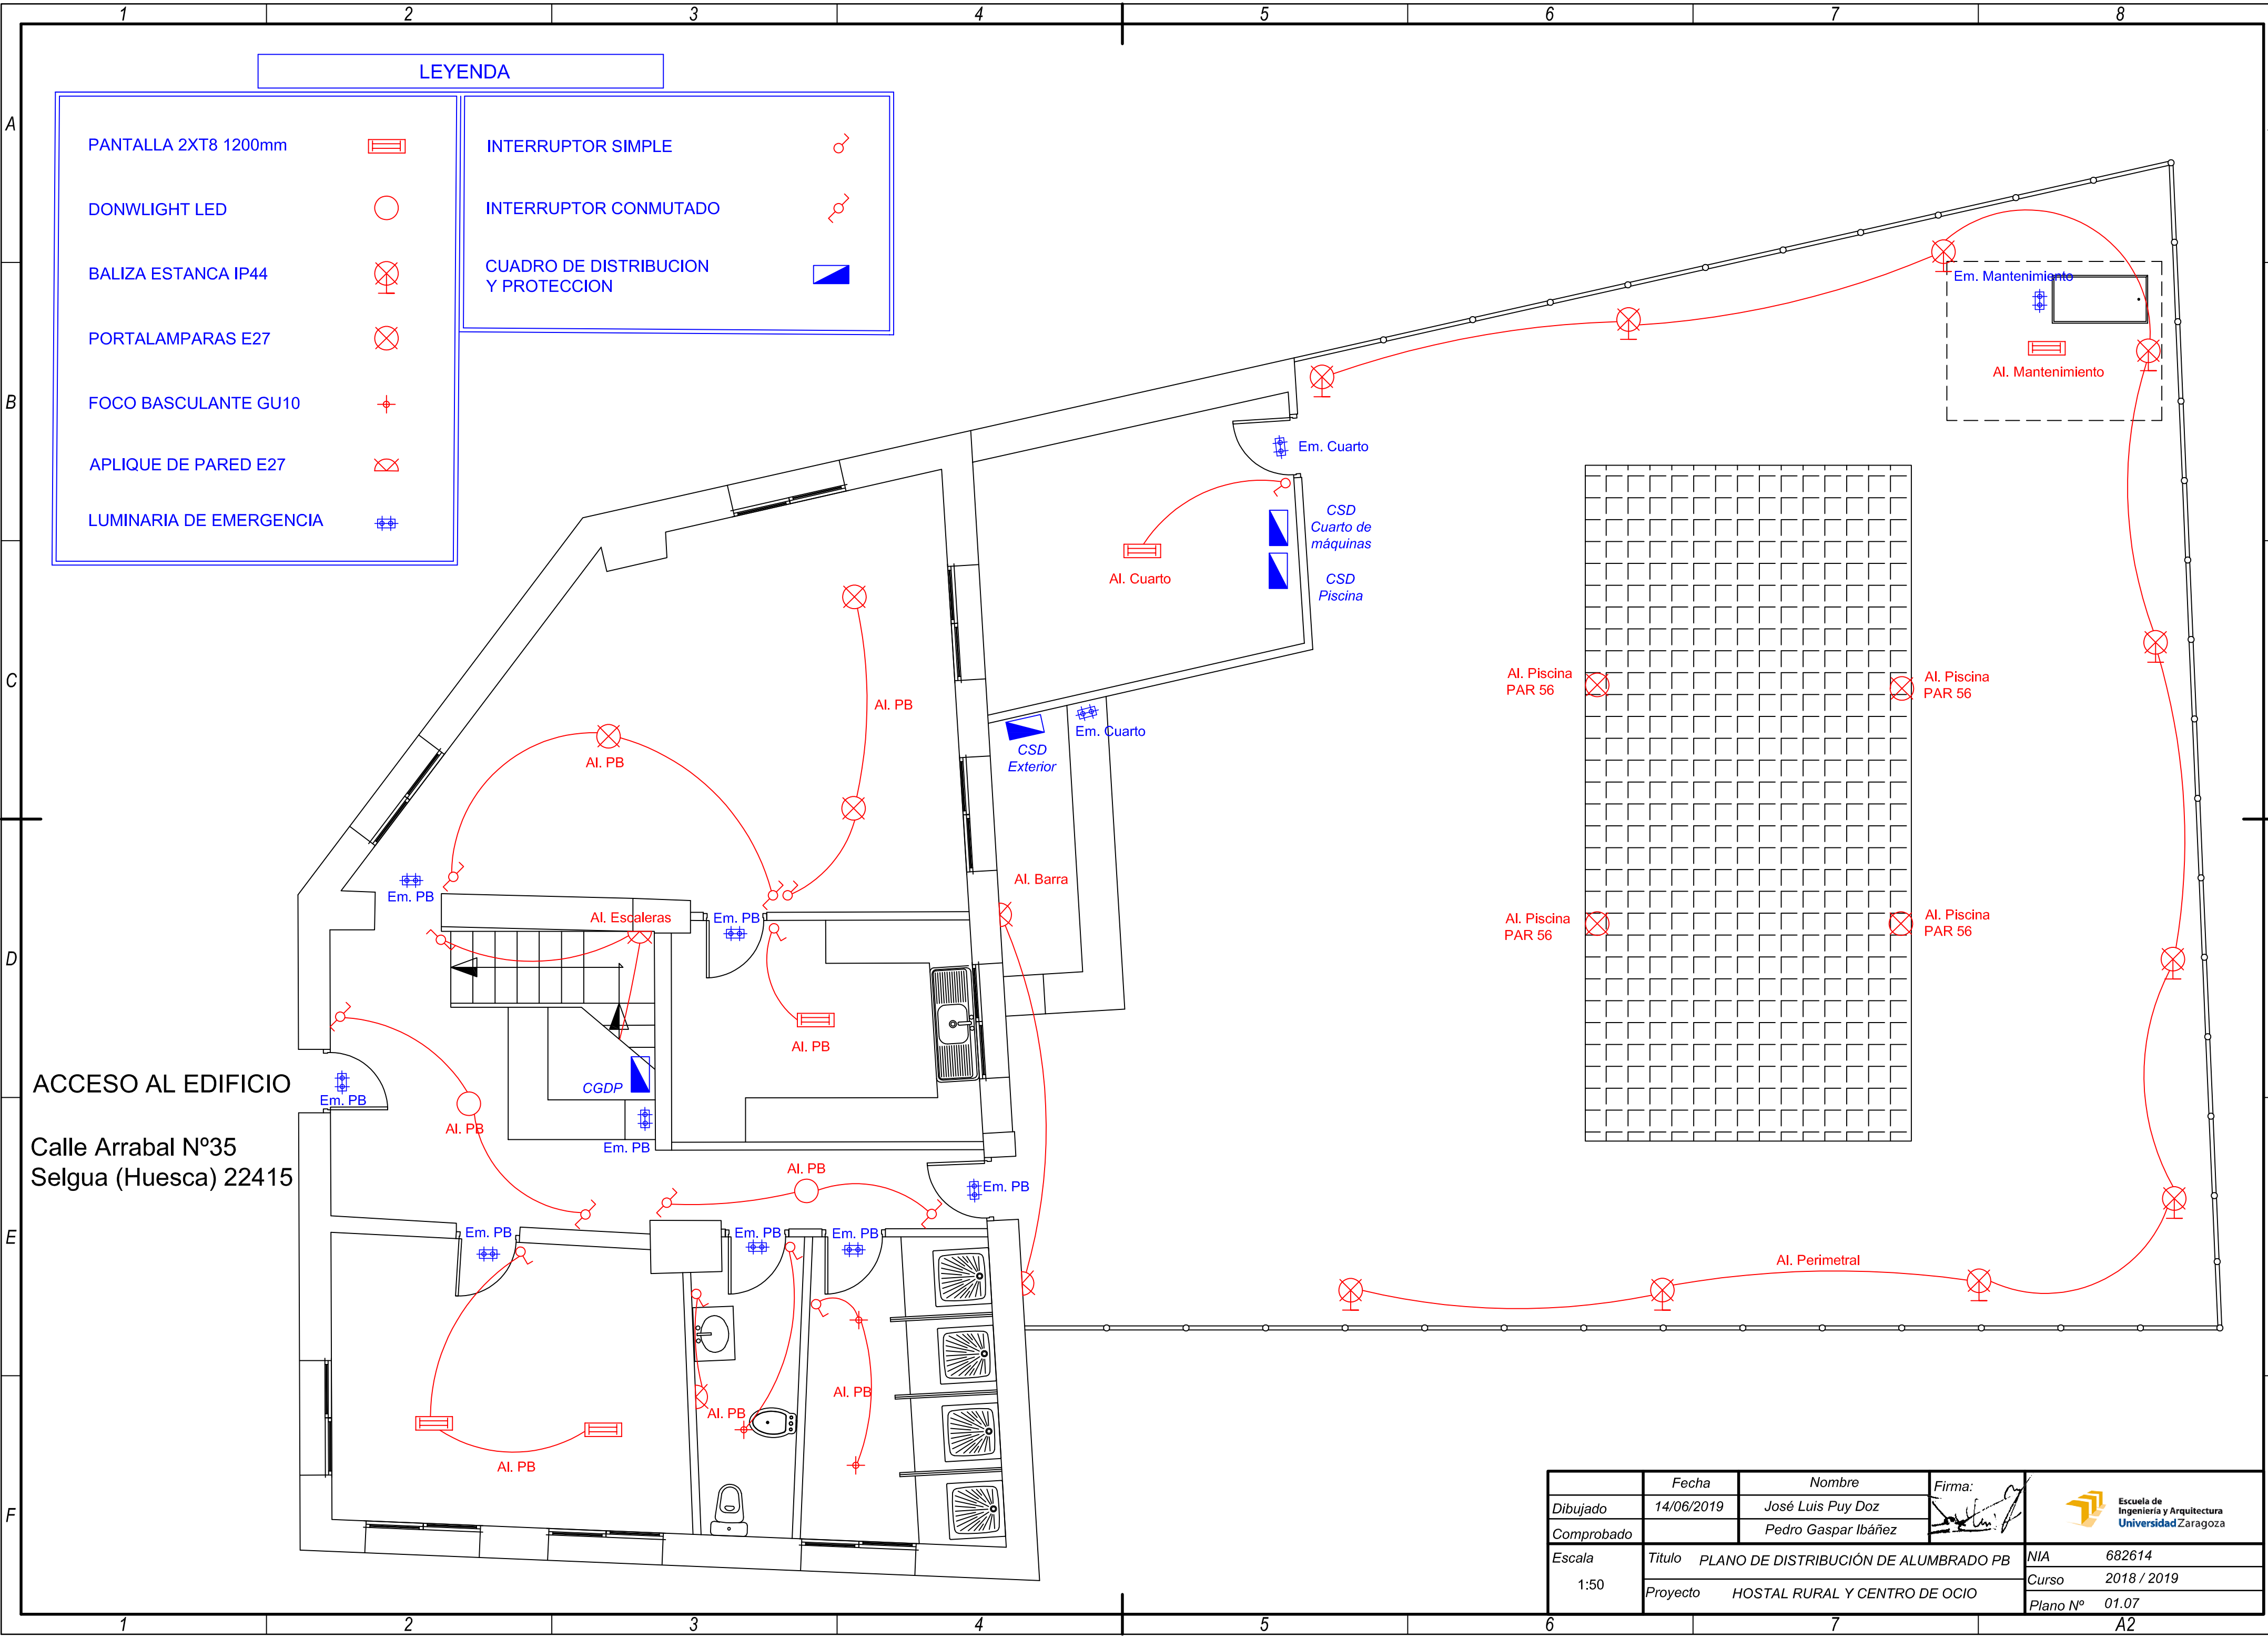 1 2 3 4 5 6 7 8
A
B
C
D
E
F
LEYENDA
PANTALLA 2XT8 1200mm
DONWLIGHT LED
BALIZA ESTANCA IP44
PORTALAMPARAS E27
FOCO BASCULANTE GU10
APLIQUE DE PARED E27
LUMINARIA DE EMERGENCIA
INTERRUPTOR SIMPLE
INTERRUPTOR CONMUTADO
CUADRO DE DISTRIBUCION
Y PROTECCION
Em. Mantenimiento
Al. Mantenimiento
Em. Cuarto
CSD
Cuarto de
máquinas
Al. Cuarto
CSD
Piscina
Al. Piscina
PAR 56
Al. Piscina
PAR 56
Al. PB
Em. Cuarto
CSD
Exterior
Al. PB
Al. Barra
Em. PB
Al. Escaleras
Em. PB
Al. Piscina
PAR 56
Al. Piscina
PAR 56
Al. PB
ACCESO AL EDIFICIO
CGDP
Em. PB
Al. PB
Em. PB
Calle Arrabal Nº35
Selgua (Huesca) 22415
Al. PB
Em. PB
Em. PB
Em. PB
Em. PB
Al. Perimetral
Al. PB
Al. PB
Al. PB
Fecha
Nombre
Firma:
Dibujado
14/06/2019
José Luis Puy Doz
Comprobado
Pedro Gaspar Ibáñez
Escuela de
Ingeniería y Arquitectura
Universidad Zaragoza
Escala
1:50
Titulo PLANO DE DISTRIBUCIÓN DE ALUMBRADO PB
Proyecto HOSTAL RURAL Y CENTRO DE OCIO
NIA 682614
Curso 2018 / 2019
Plano Nº 01.07
1 2 3 4 5 6 7 A2